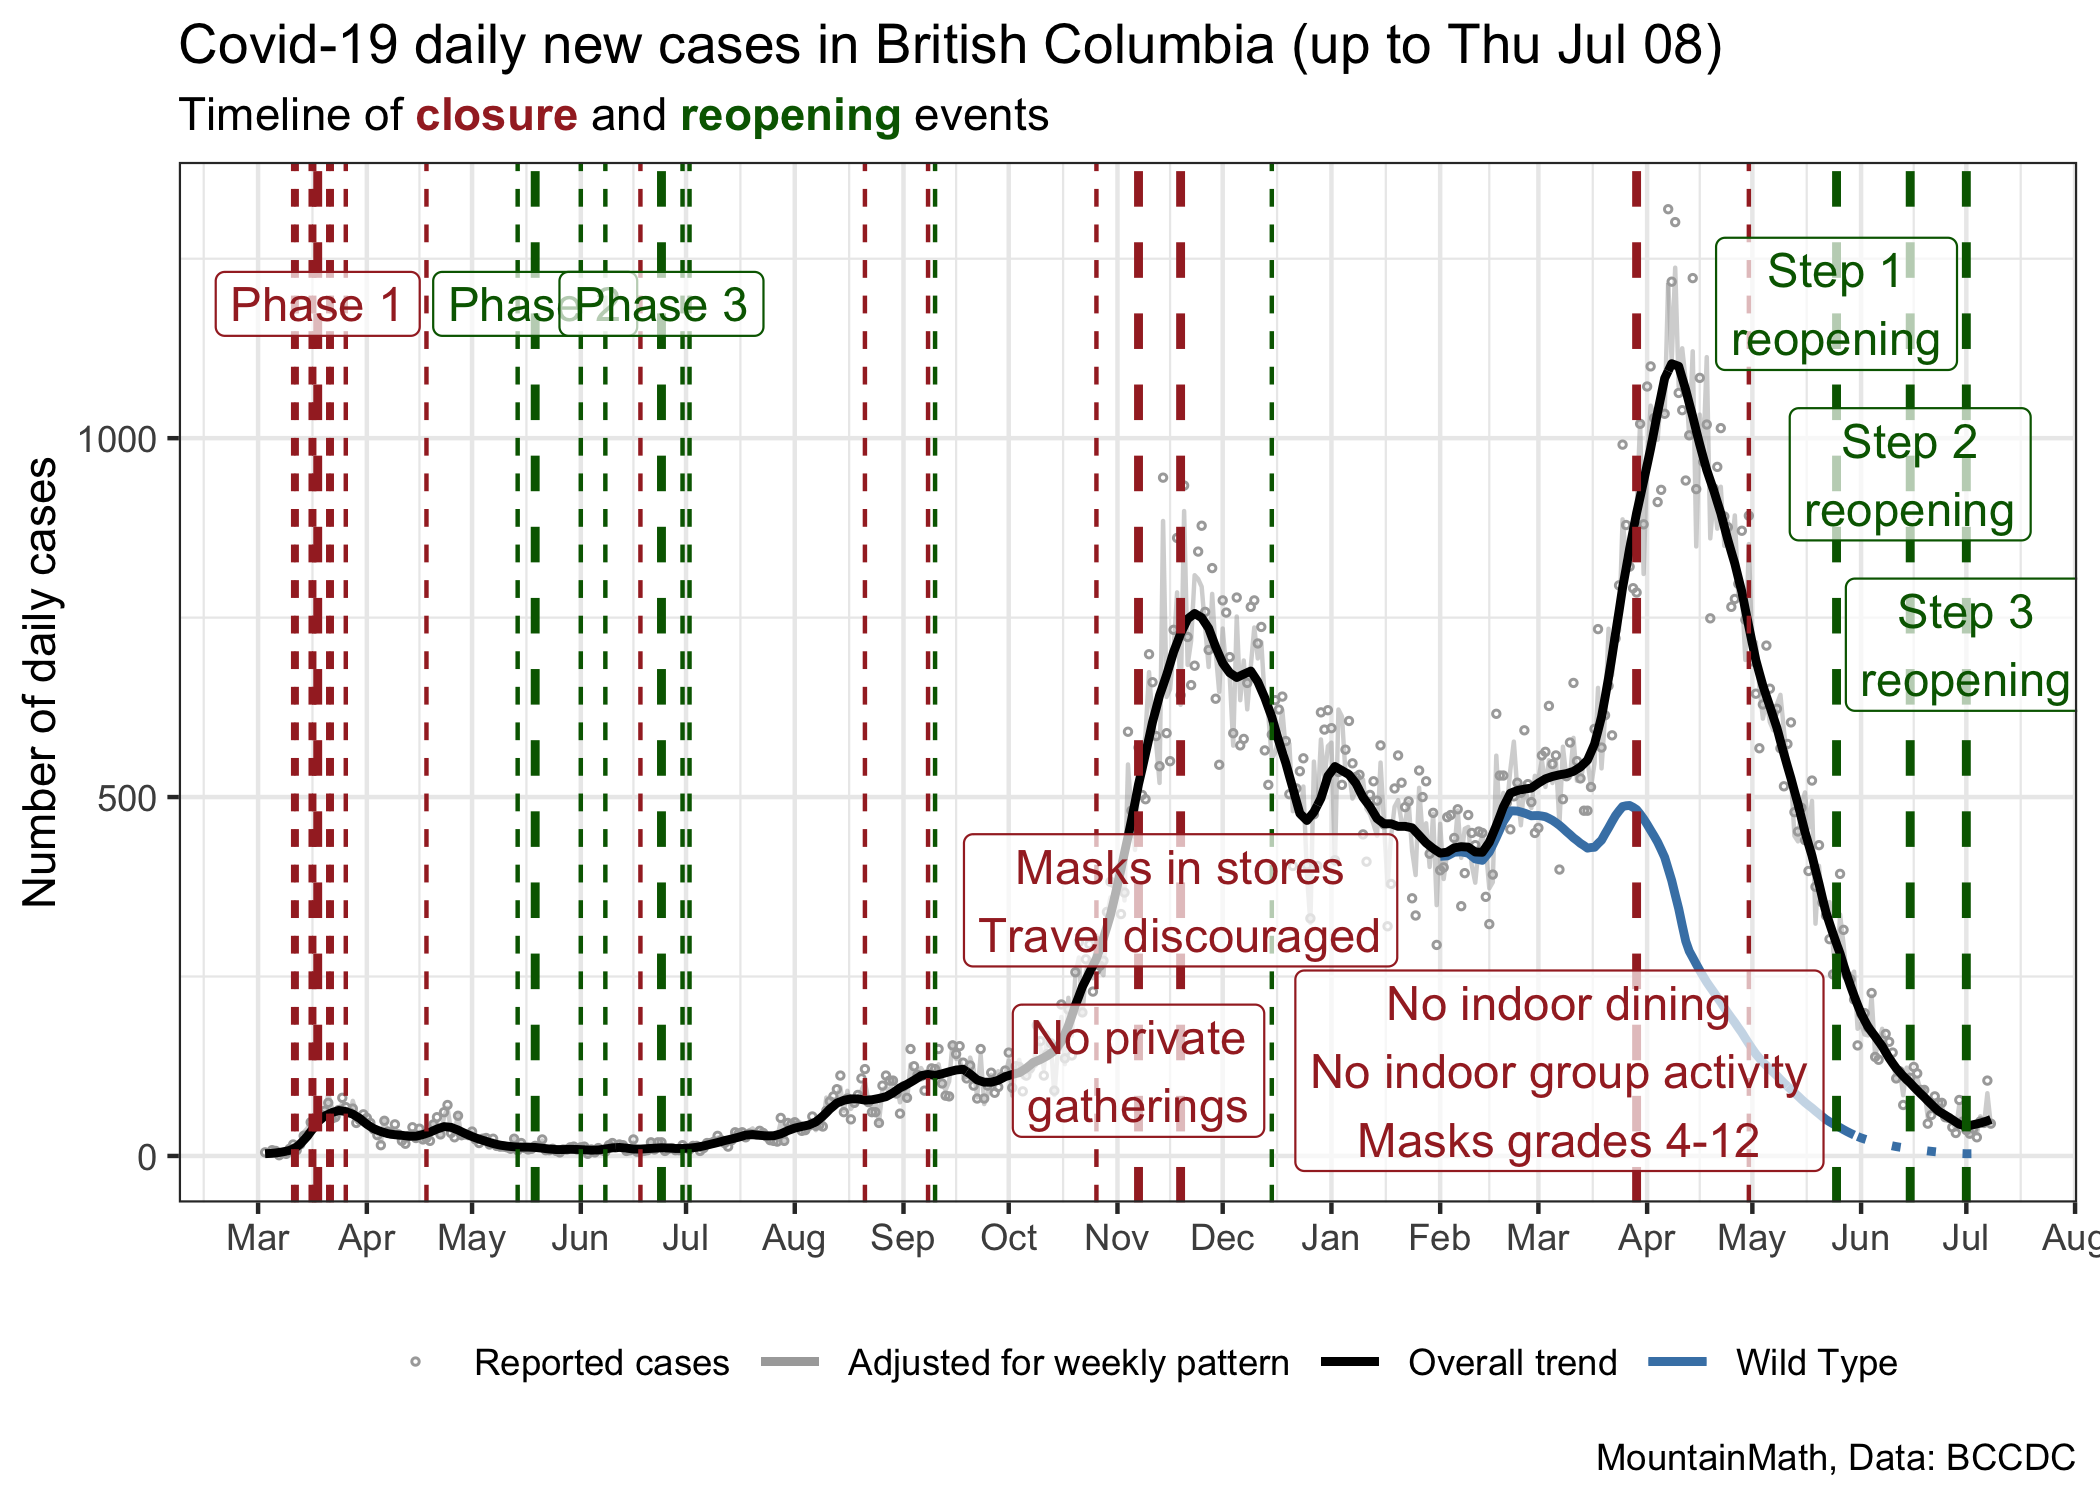 Covid-19 daily new cases in British Columbia (up to Thu Jul 08)
Timeline of closure and reopening events
Number of daily cases
1000
500
0
Phase 1
Phase 2
Phase 3
Step 1
reopening
Step 2
reopening
Step 3
reopening
Masks in stores
Travel discouraged
No private
gatherings
No indoor dining
No indoor group activity
Masks grades 4-12
Mar Apr May Jun Jul Aug Sep Oct Nov Dec Jan Feb Mar Apr May Jun Jul Aug
Reported cases Adjusted for weekly pattern Overall trend Wild Type
MountainMath, Data: BCCDC